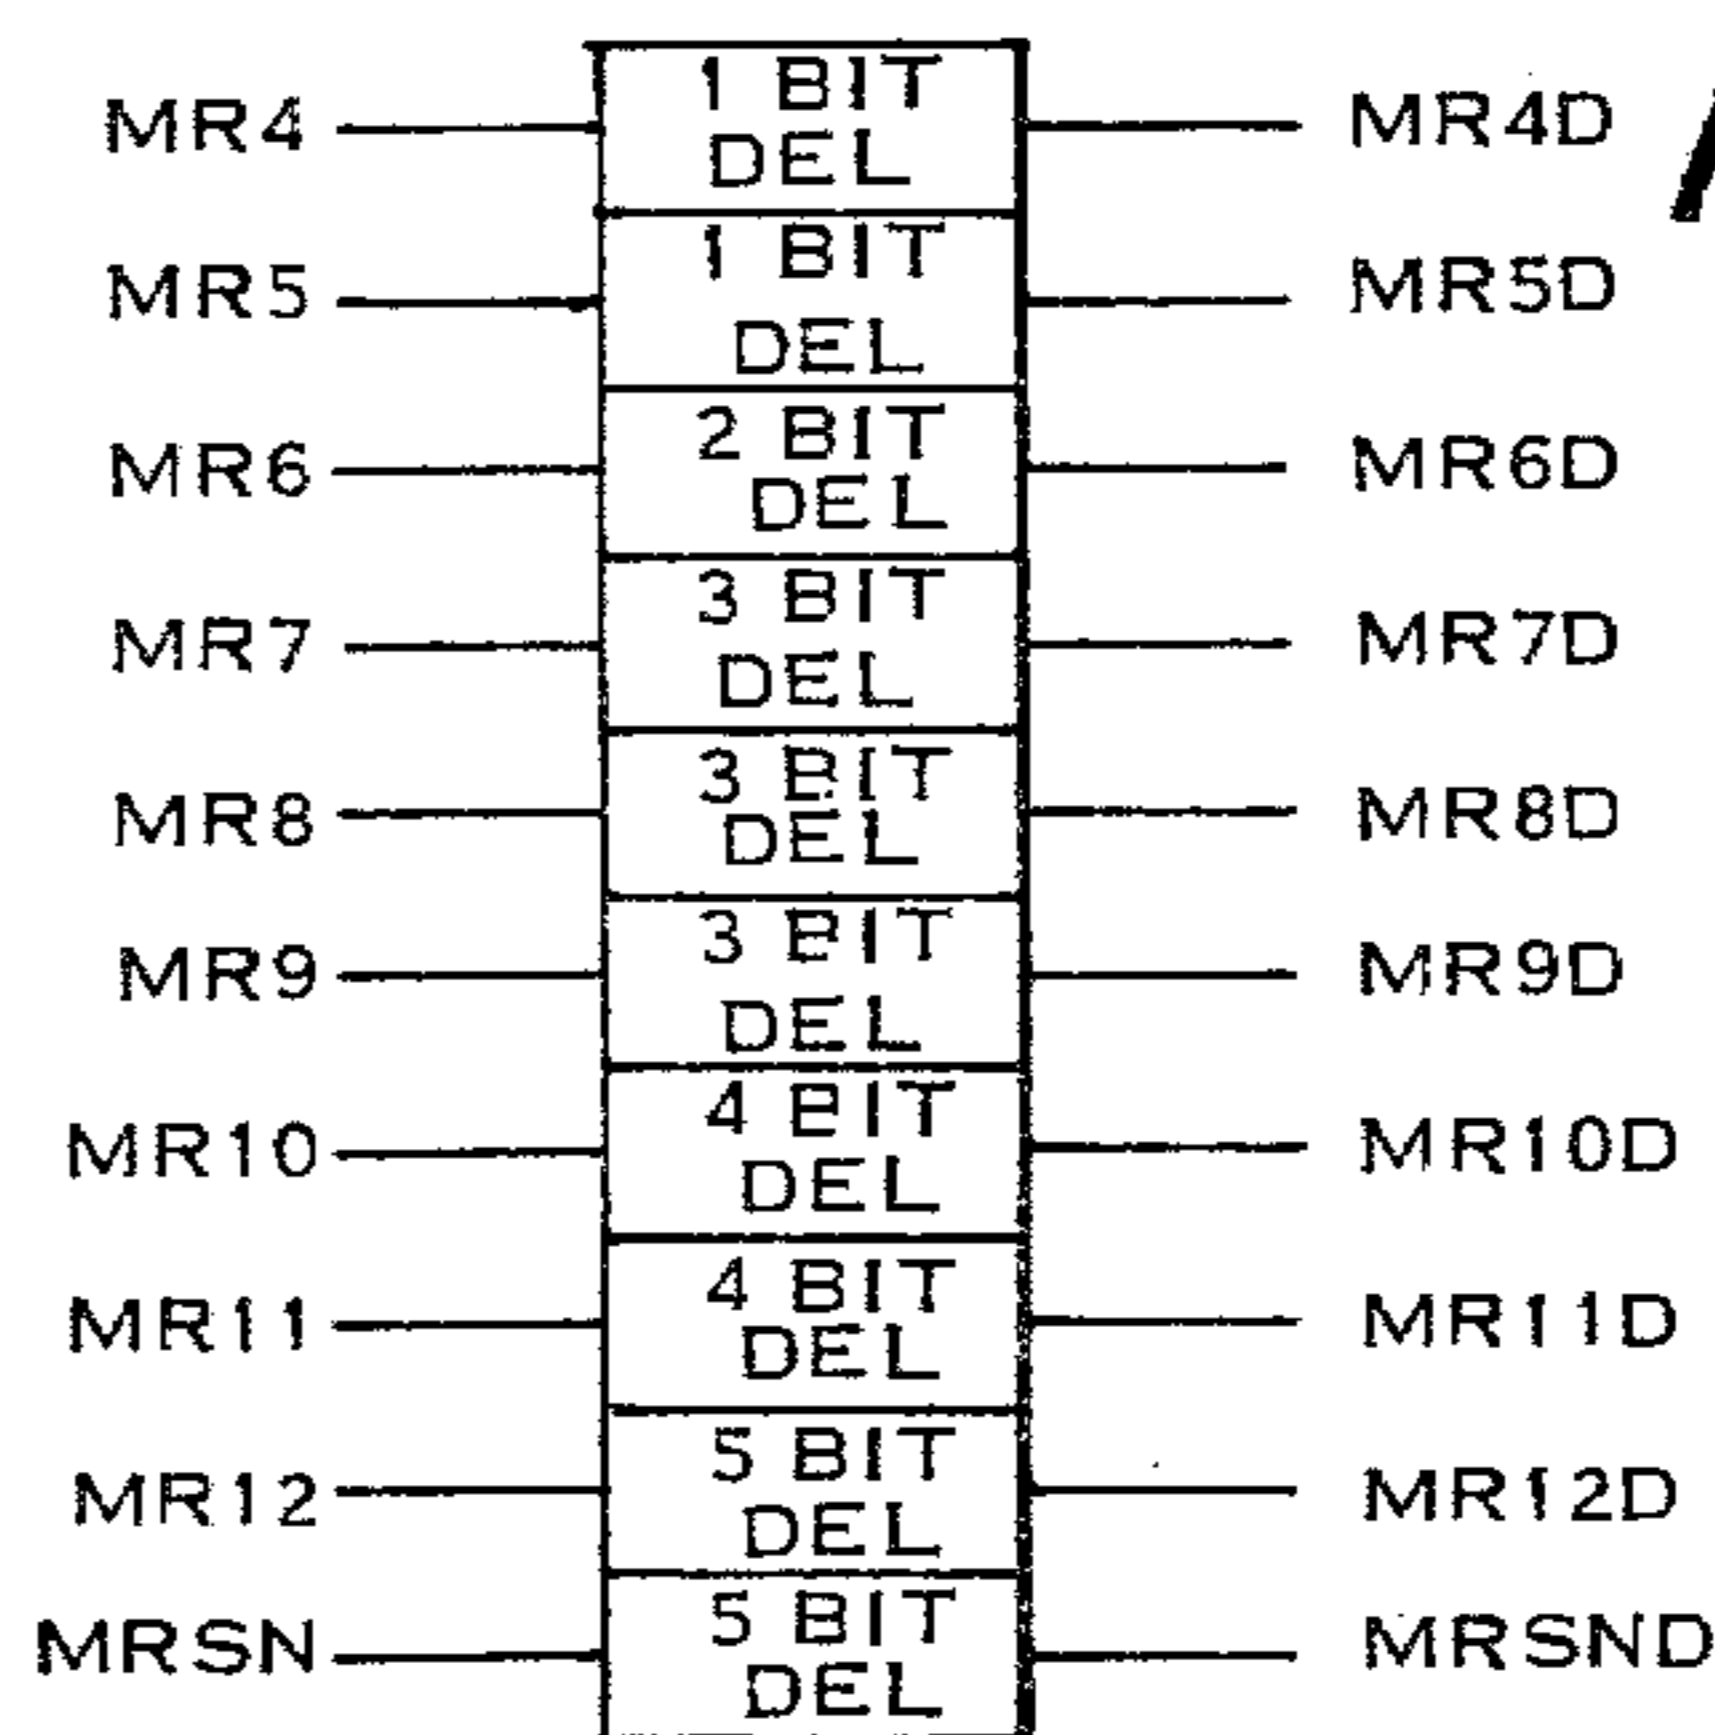 MR4 1 BIT DEL MR4D
MR5 1 BIT DEL MR5D
MR6 2 BIT DEL MR6D
MR7 3 BIT DEL MR7D
MR8 3 BIT DEL MR8D
MR9 3 BIT DEL MR9D
MR10 4 BIT DEL MR10D
MR11 4 BIT DEL MR11D
MR12 5 BIT DEL MR12D
MRSN 5 BIT DEL MRSND